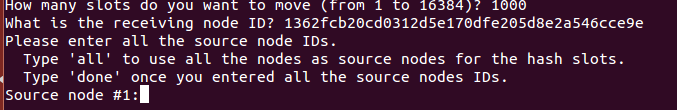 How many slots do you want to move (from 1 to 16384)? 1000
What is the receiving node ID? 1362fcb20cd0312d5e170dfe205d8e2a546cce9e
Please enter all the source node IDs.
  Type 'all' to use all the nodes as source nodes for the hash slots.
  Type 'done' once you entered all the source nodes IDs.
Source node #1: